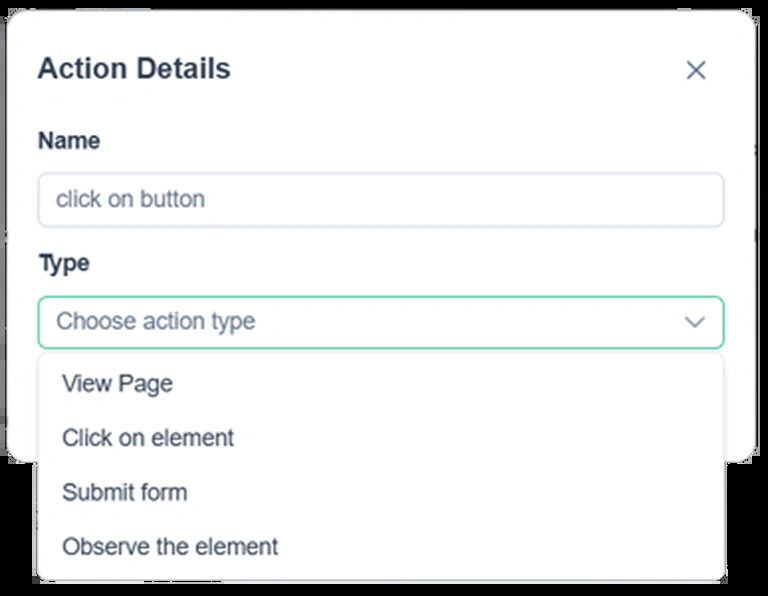 Action Details
Name
click on button
Type
Choose action type
View Page
Click on element
Submit form
Observe the element